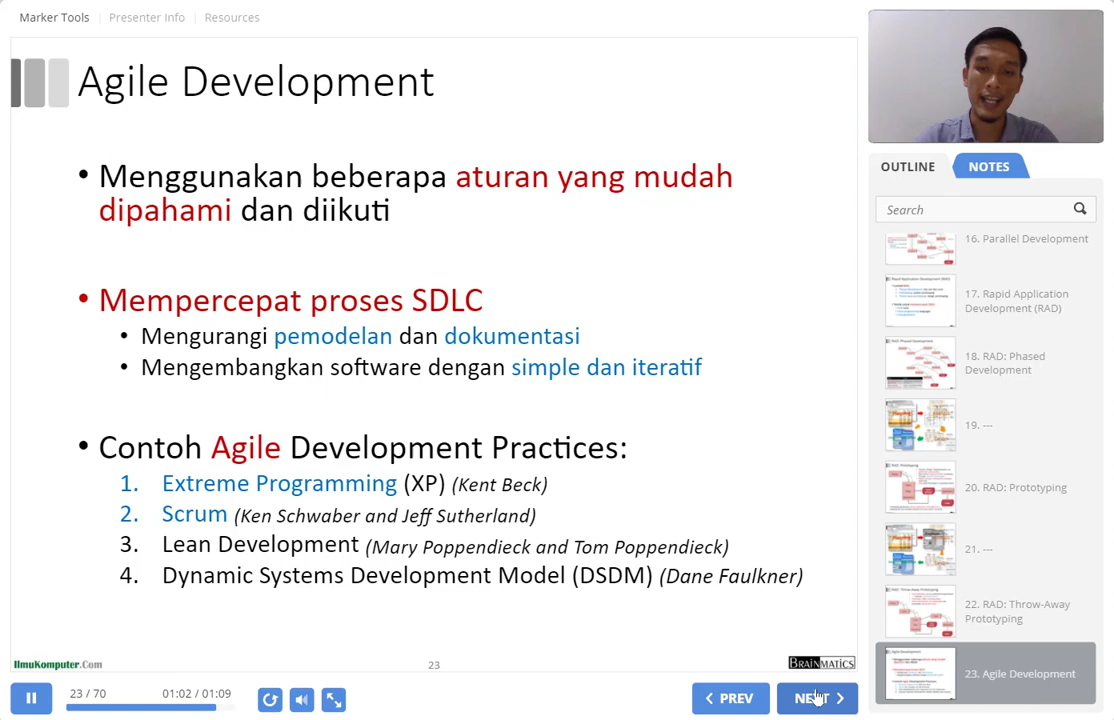 Marker Tools
Presenter Info
Resources
Agile Development
• Menggunakan beberapa aturan yang mudah
dipahami dan diikuti
• Mempercepat proses SDLC
• Mengurangi pemodelan dan dokumentasi
• Mengembangkan software dengan simple dan iteratif
• Contoh Agile Development Practices:
1. Extreme Programming (XP) (Kent Beck)
2. Scrum (Ken Schwaber and Jeff Sutherland)
3. Lean Development (Mary Poppendieck and Tom Poppendieck)
4. Dynamic Systems Development Model (DSDM) (Dane Faulkner)
IlmuKomputer.Com
23
BRAINMATICS
23 / 70
01:02 / 01:09
PREV
NEXT
OUTLINE
NOTES
Search
16. Parallel Development
17. Rapid Application
Development (RAD)
18. RAD: Phased
Development
19. ---
20. RAD: Prototyping
21. ---
22. RAD: Throw-Away
Prototyping
23. Agile Development